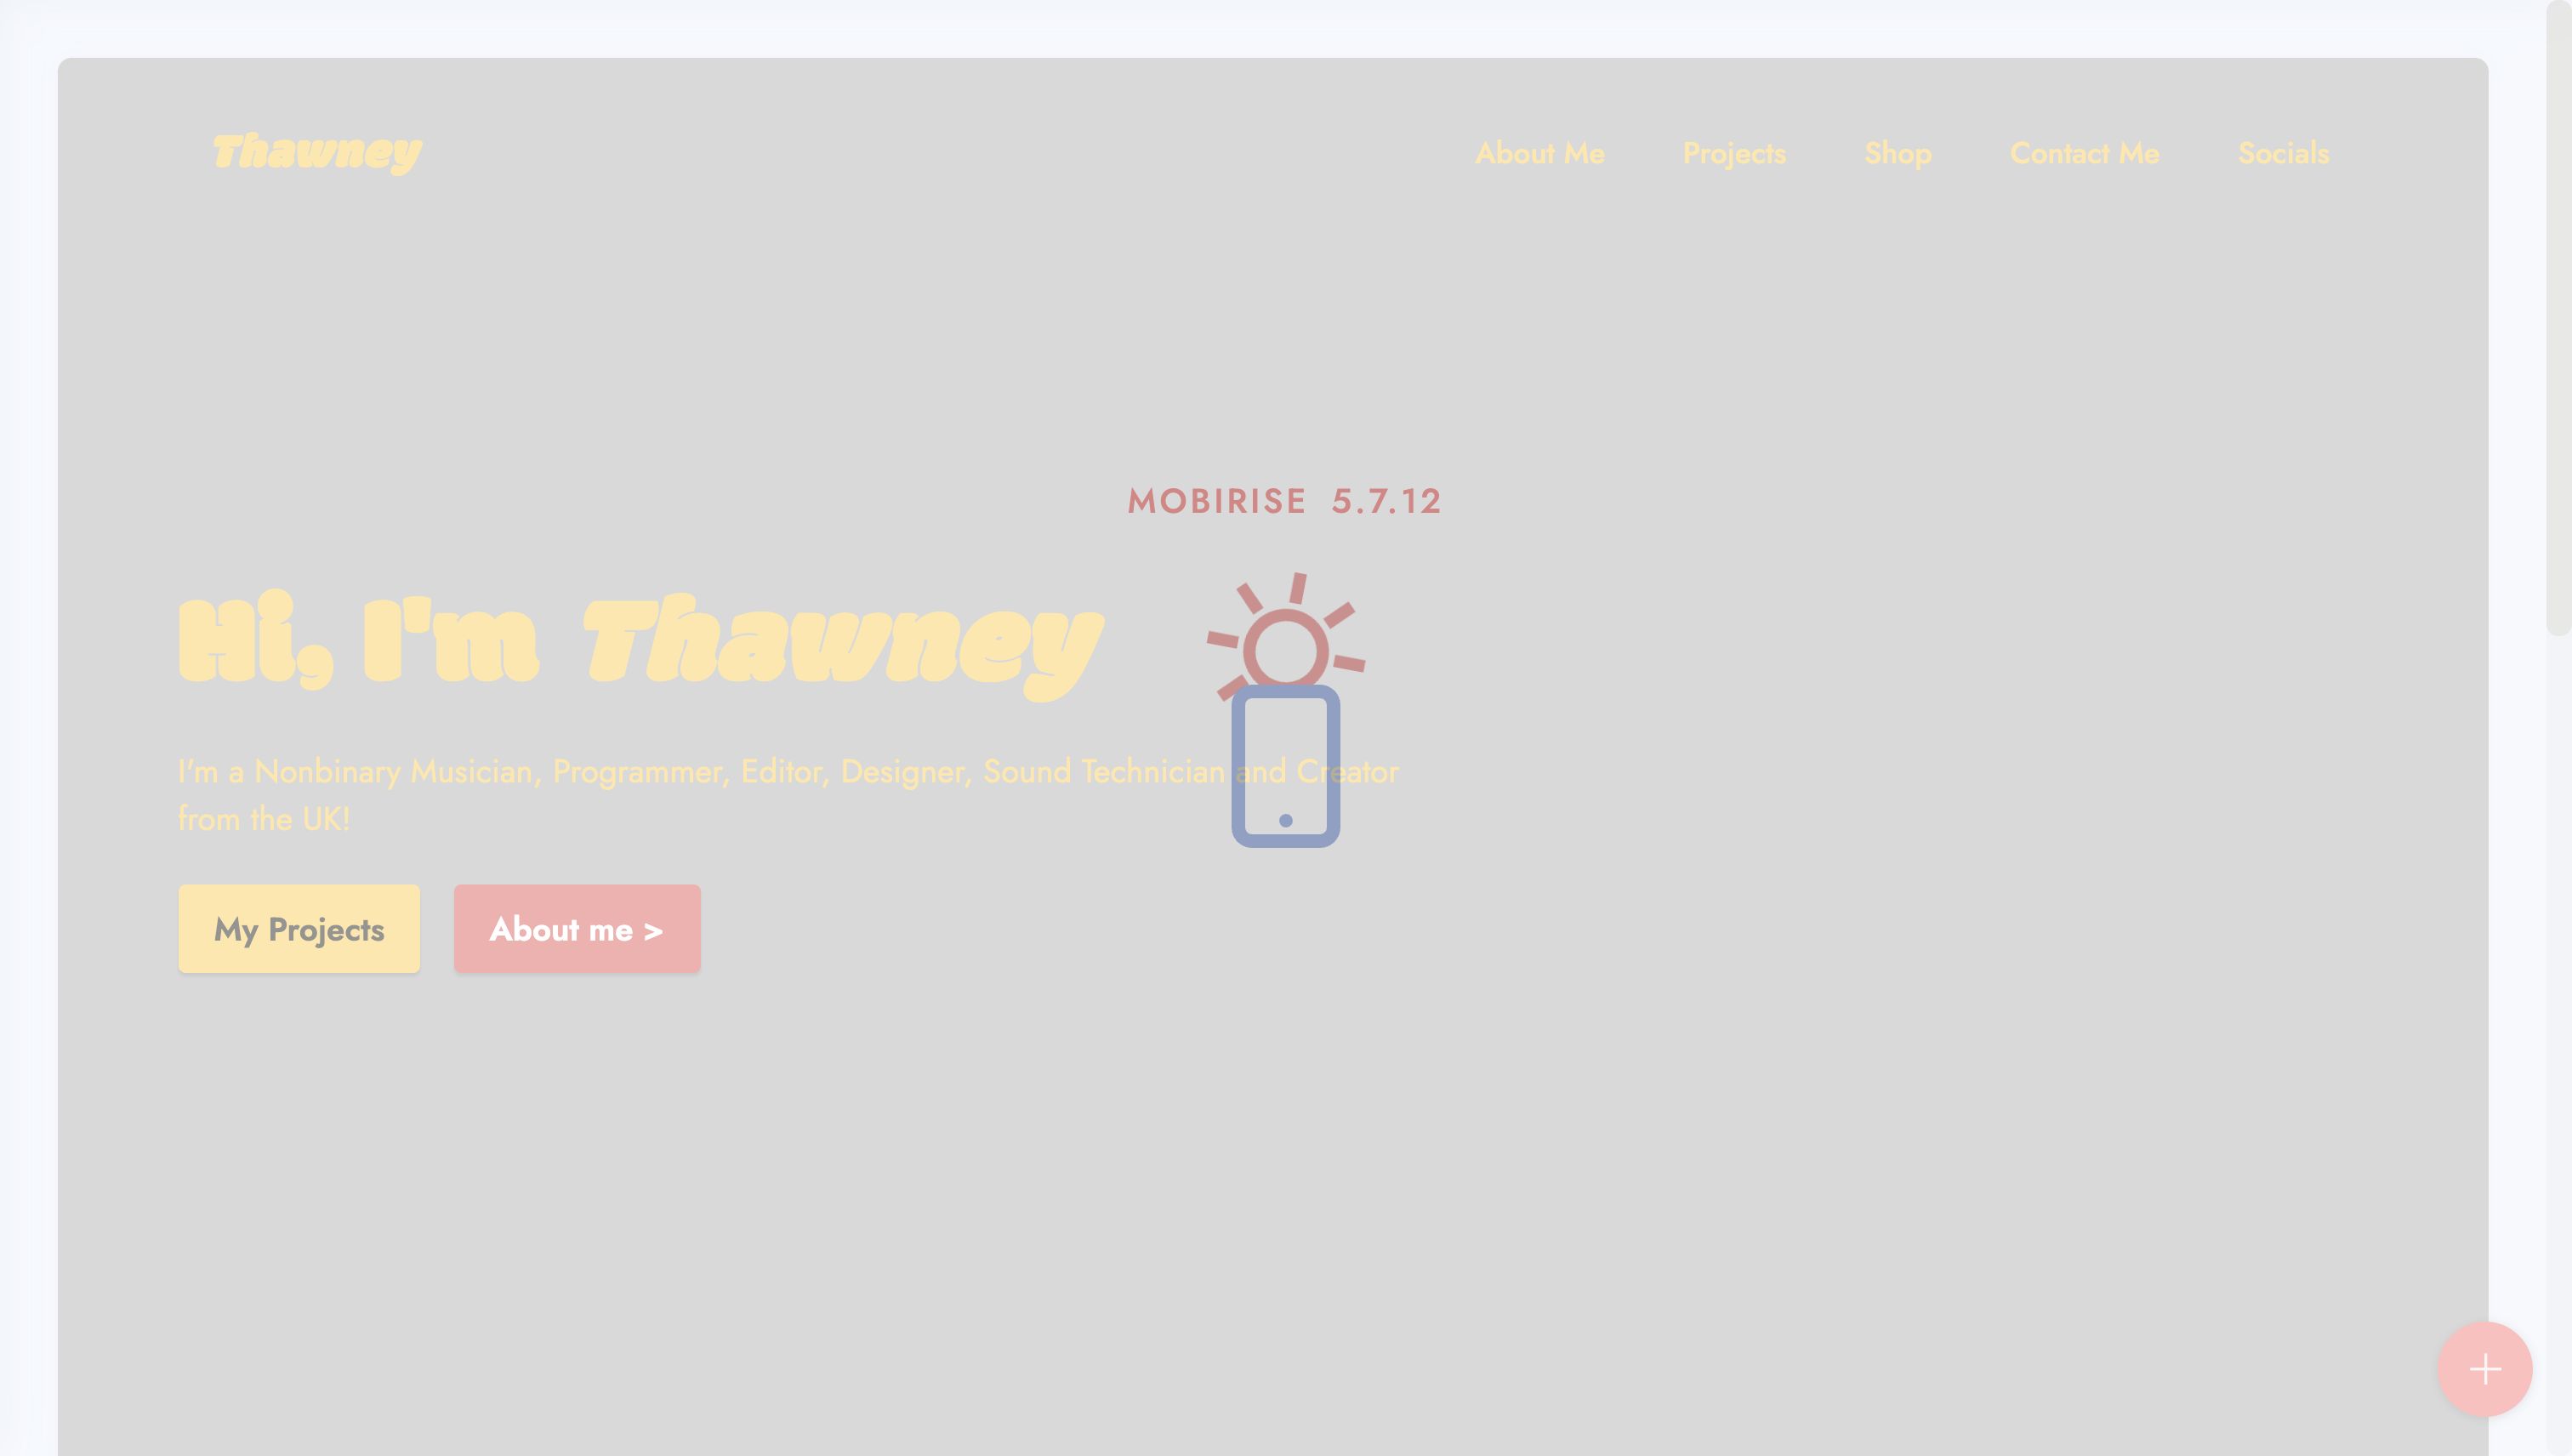 Thawney
About Me Projects Shop Contact Me Socials
MOBIRISE 5.7.12
Hi, I'm Thawney
I'm a Nonbinary Musician, Programmer, Editor, Designer, Sound Technician and Creator
from the UK!
My Projects About me >